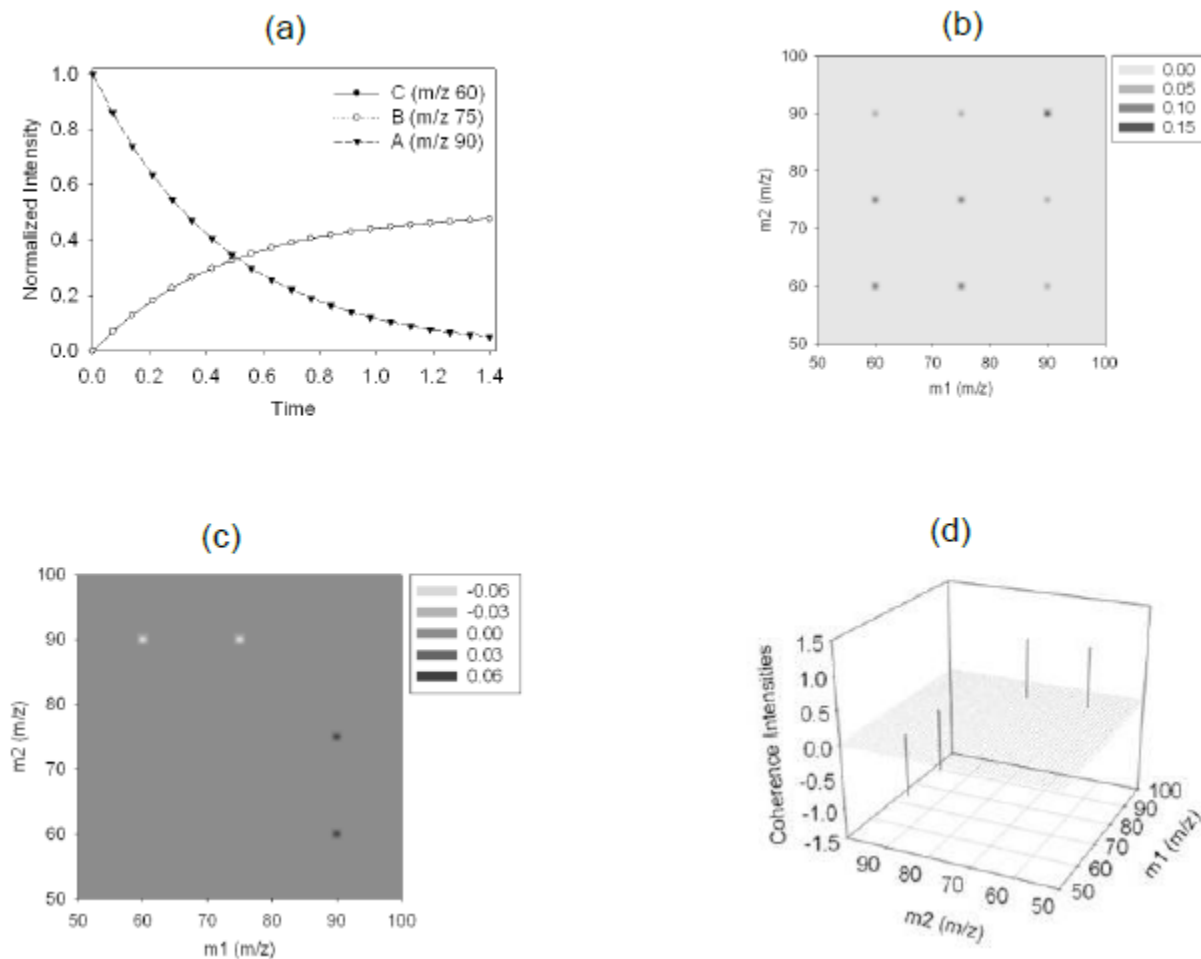 (a)
1.0
0.8
0.6
0.4
0.2
0.0
Normalized Intensity
C (m/z 60)
B (m/z 75)
A (m/z 90)
0.0 0.2 0.4 0.6 0.8 1.0 1.2 1.4
Time
(b)
100
90
80
70
60
50
m2 (m/z)
0.00
0.05
0.10
0.15
50 60 70 80 90 100
m1 (m/z)
(c)
100
90
80
70
60
50
m2 (m/z)
-0.06
-0.03
0.00
0.03
0.06
50 60 70 80 90 100
m1 (m/z)
(d)
Coherence Intensities
1.5
1.0
0.5
0.0
-0.5
-1.0
-1.5
90 80 70 60 50
m2 (m/z)
100
90
80
70
60
50
m1 (m/z)